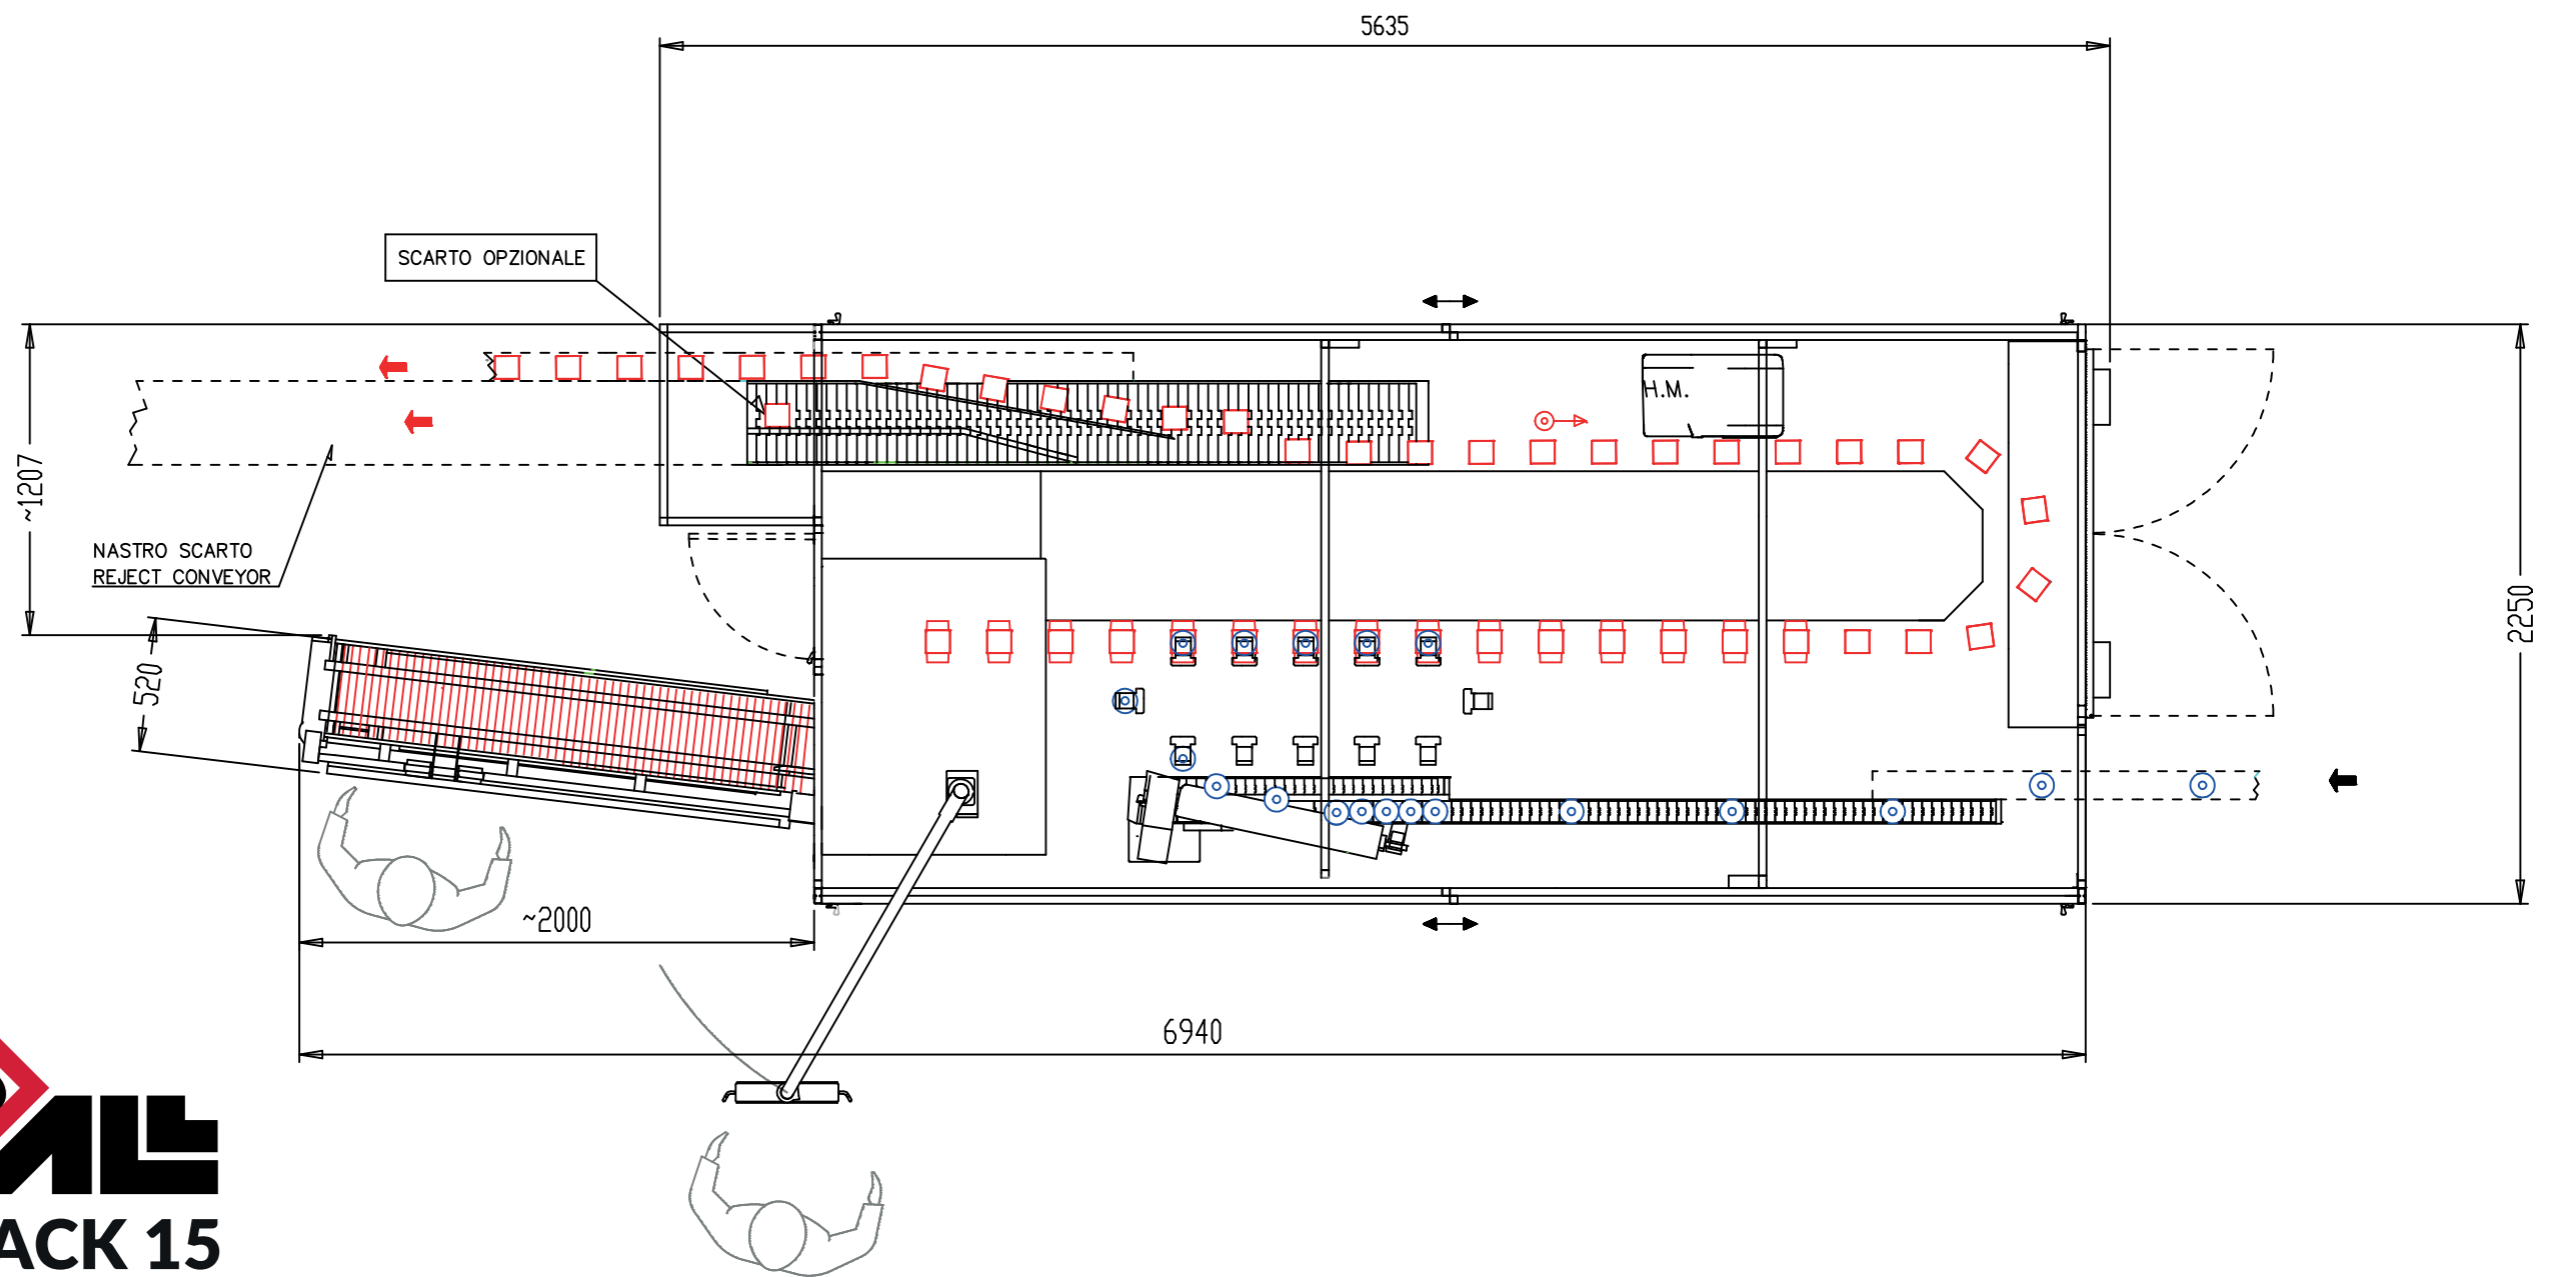 5635
SCARTO OPZIONALE
H.M.
~1207
NASTRO SCARTO
REJECT CONVEYOR
520
2250
~2000
6940
ACK 15